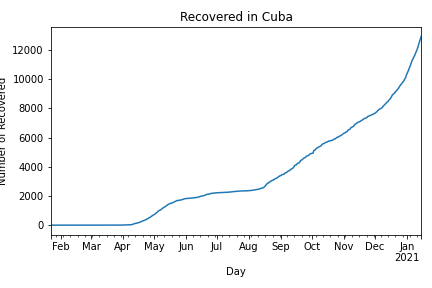 Recovered in Cuba
Number of Recovered
12000
10000
8000
6000
4000
2000
0
Feb Mar Apr May Jun Jul Aug Sep Oct Nov Dec Jan
2021
Day